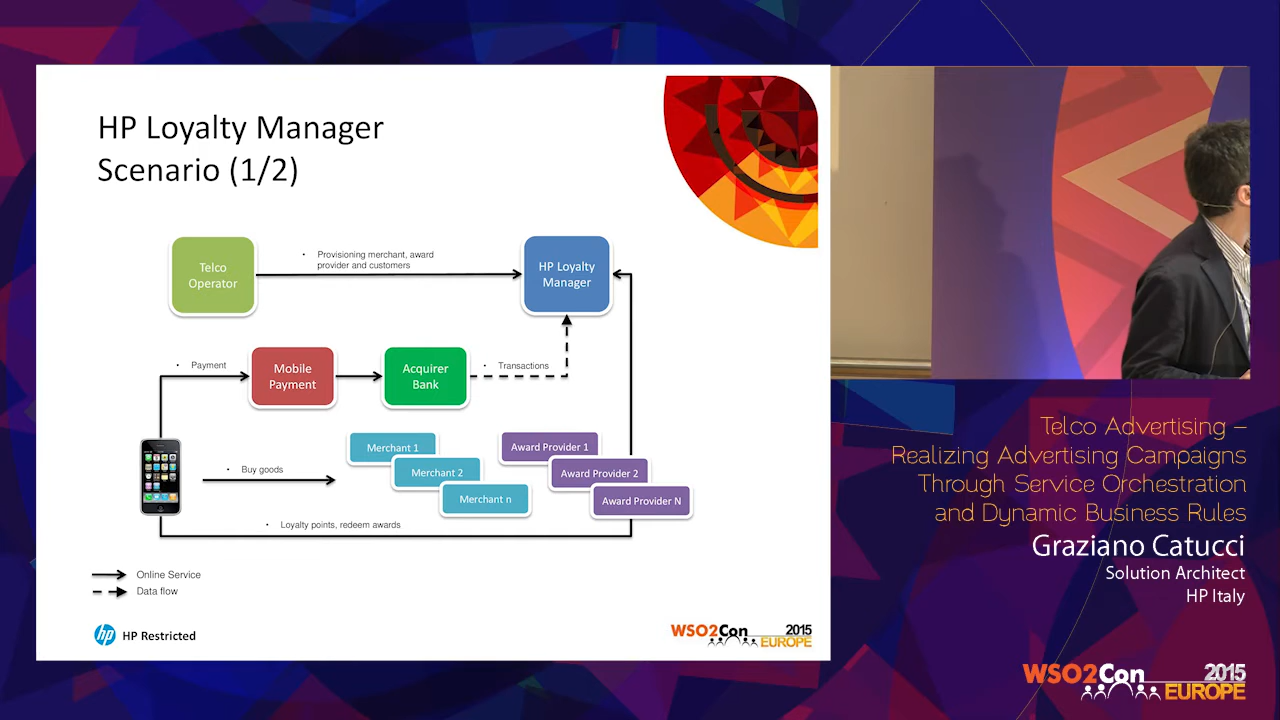 HP Loyalty Manager
Scenario (1/2)
Telco
Operator
• Provisioning merchant, award
provider and customers
HP Loyalty
Manager
• Payment
Mobile
Payment
Acquirer
Bank
• Transactions
• Buy goods
Merchant 1
Merchant 2
Merchant n
Award Provider 1
Award Provider 2
Award Provider N
• Loyalty points, redeem awards
Online Service
Data flow
hp HP Restricted
WSO2Con 2015
EUROPE
Telco Advertising –
Realizing Advertising Campaigns
Through Service Orchestration
and Dynamic Business Rules
Graziano Catucci
Solution Architect
HP Italy
WSO2Con 2015
EUROPE